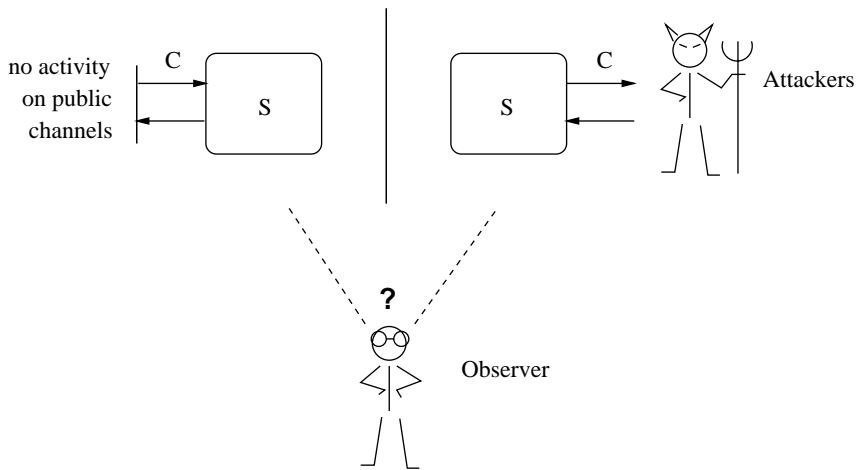 no activity
on public
channels
C
S
S
C
Attackers
?
Observer